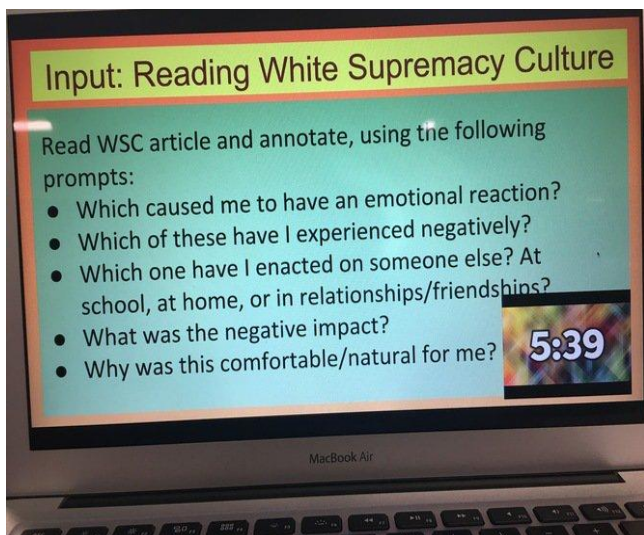 Input: Reading White Supremacy Culture
Read WSC article and annotate, using the following
prompts:
● Which caused me to have an emotional reaction?
● Which of these have I experienced negatively?
● Which one have I enacted on someone else? At
school, at home, or in relationships/friendships?
● What was the negative impact?
● Why was this comfortable/natural for me?
5:39
MacBook Air